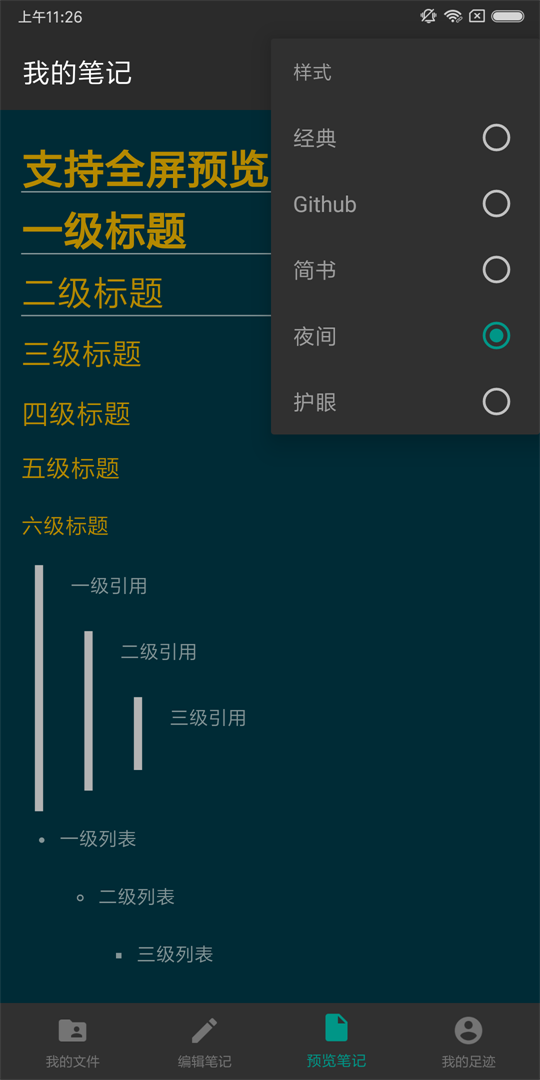 上午11:26
我的笔记
样式
经典
Github
简书
夜间
护眼
支持全屏预览
一级标题
二级标题
三级标题
四级标题
五级标题
六级标题
一级引用
二级引用
三级引用
一级列表
二级列表
三级列表
我的文件
编辑笔记
预览笔记
我的足迹